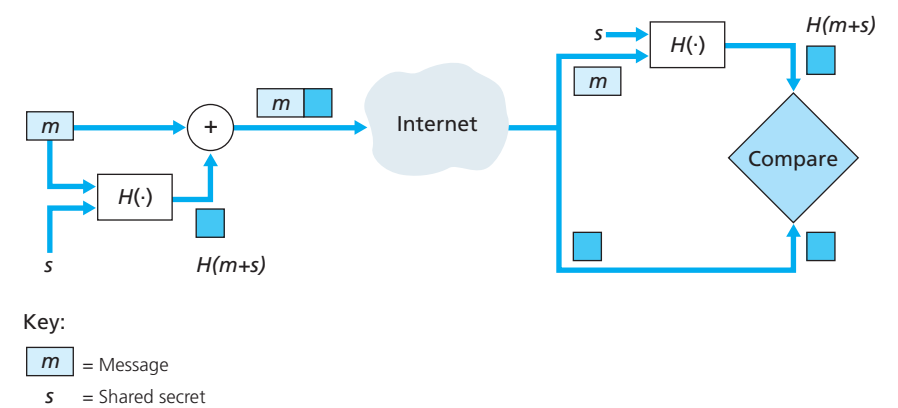 s
H(·)
H(m+s)
m
m
Internet
m
+
Compare
H(·)
s
H(m+s)
Key:
m = Message
s = Shared secret